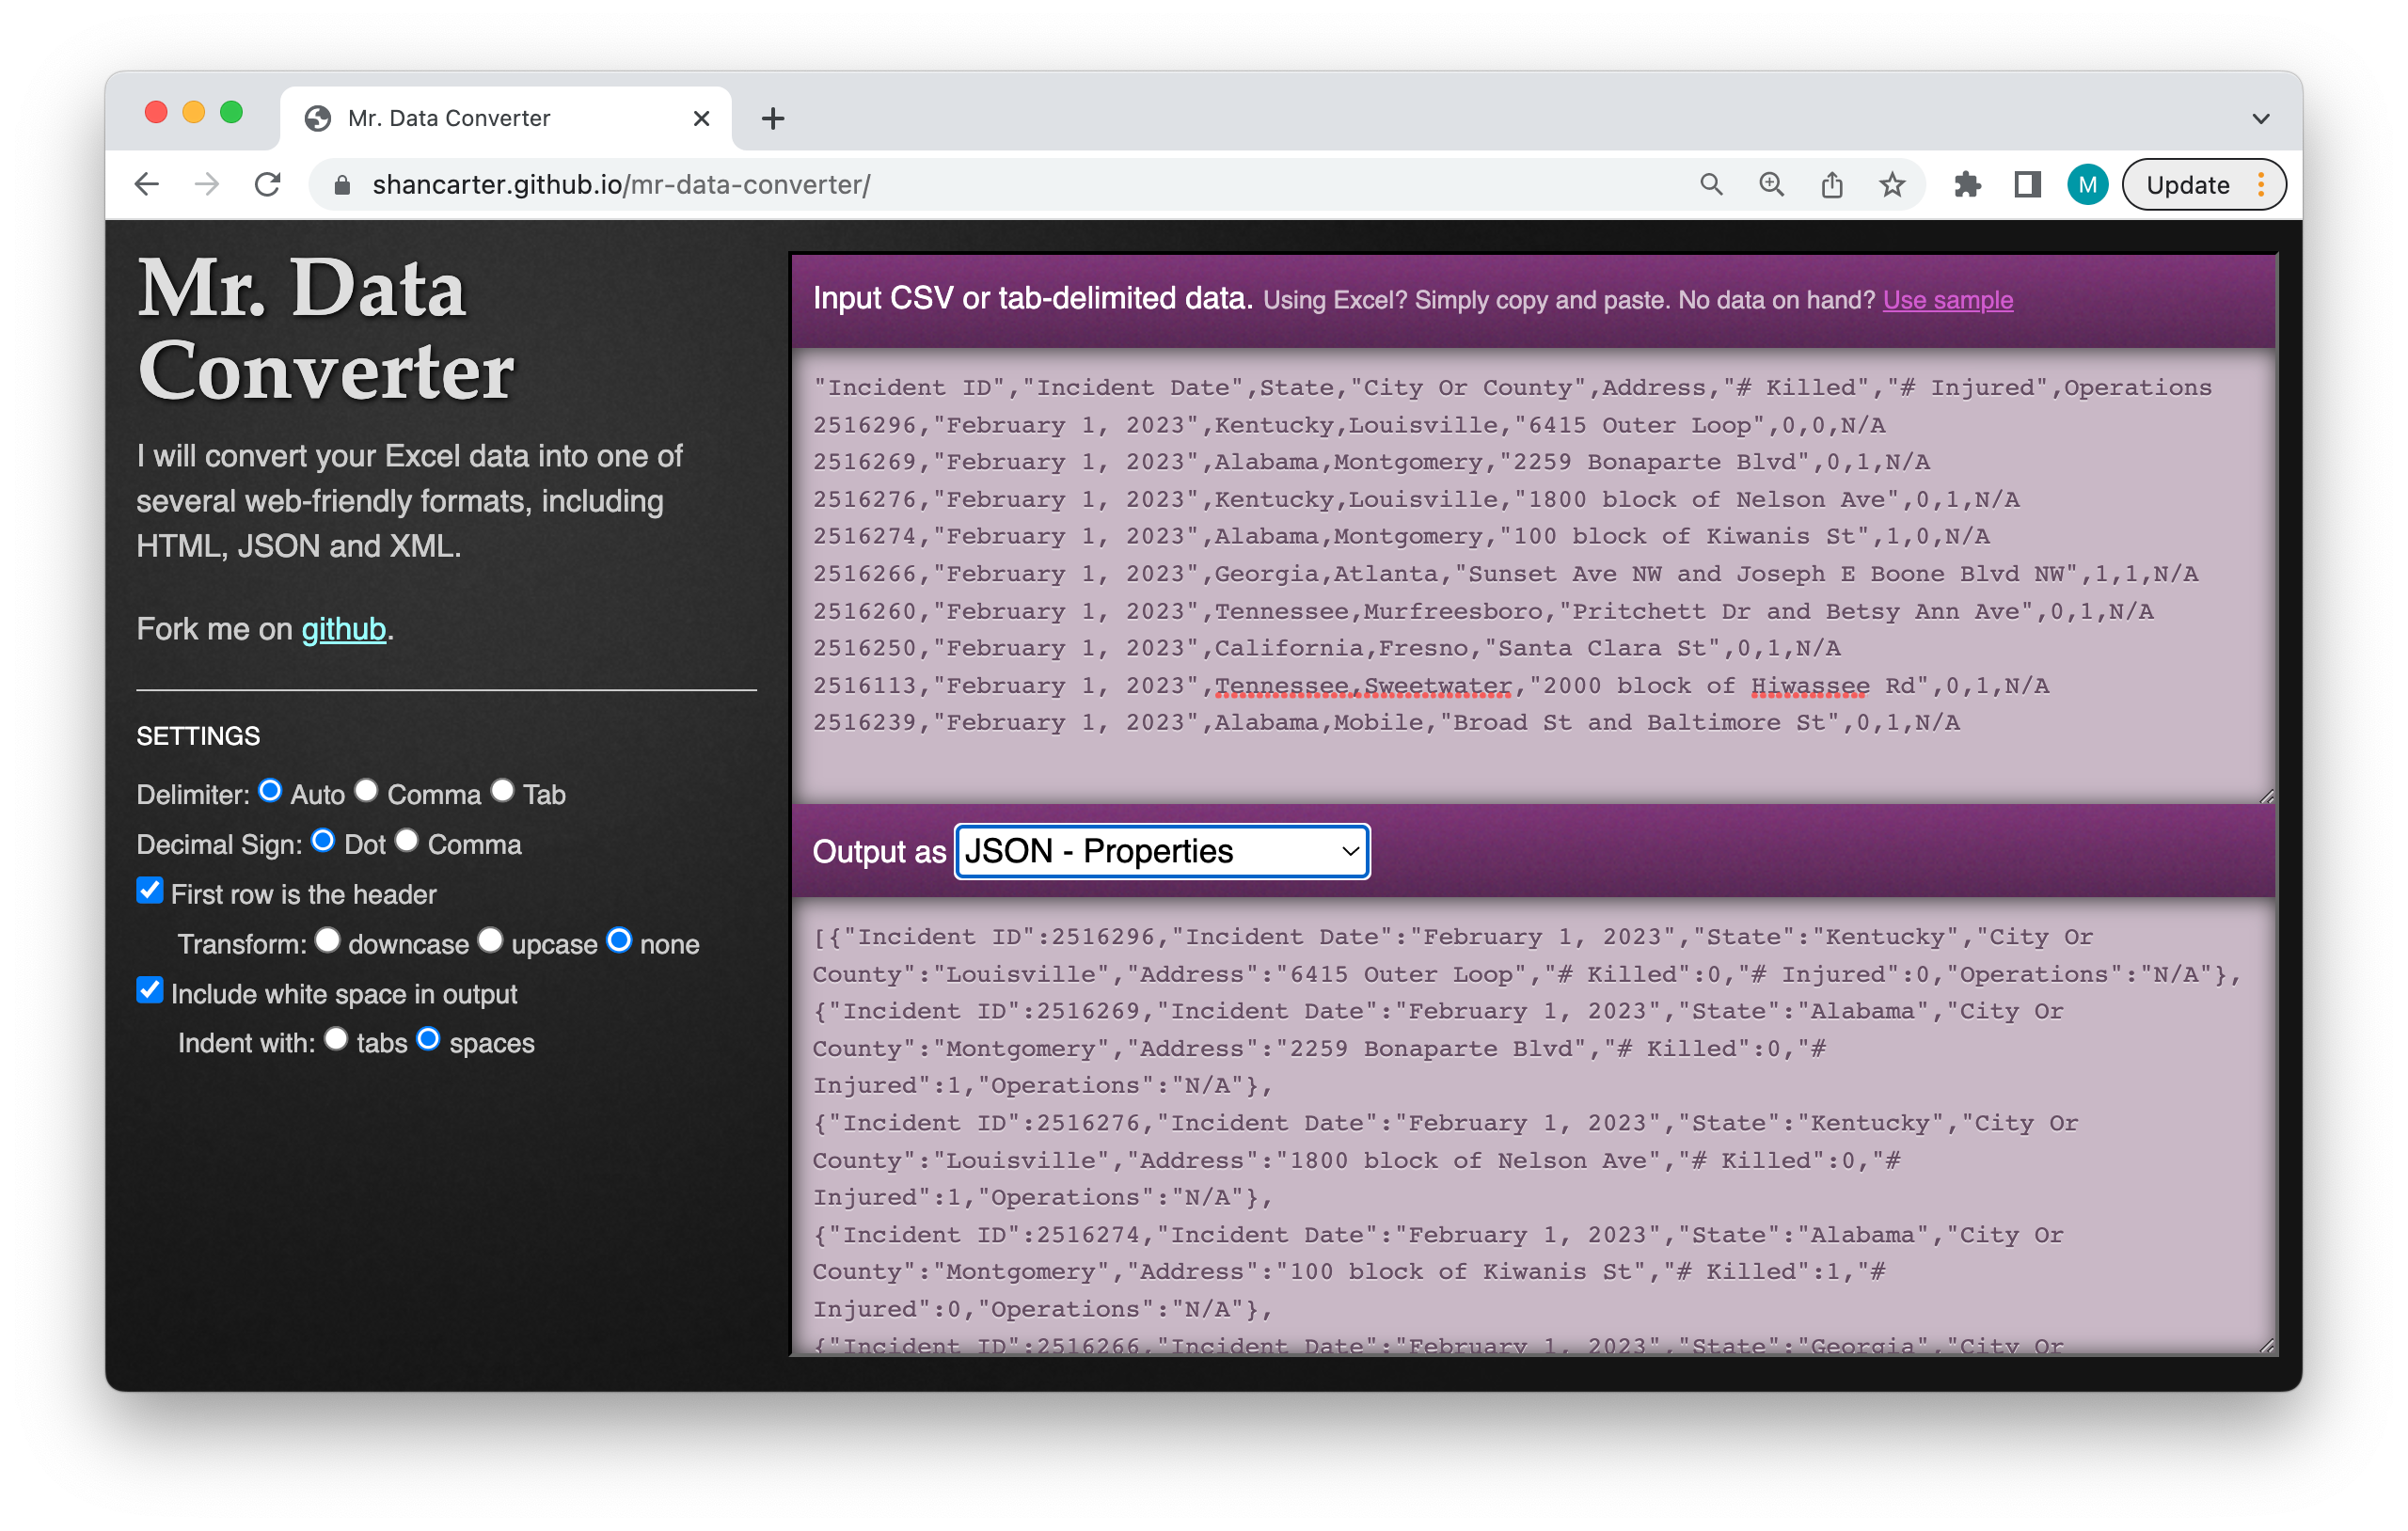 Mr. Data Converter
shancarter.github.io/mr-data-converter/
M
Update
Mr. Data
Converter
I will convert your Excel data into one of
several web-friendly formats, including
HTML, JSON and XML.
Fork me on github.
SETTINGS
Delimiter: Auto Comma Tab
Decimal Sign: Dot Comma
First row is the header
Transform: downcase upcase none
Include white space in output
Indent with: tabs spaces
Input CSV or tab-delimited data. Using Excel? Simply copy and paste. No data on hand? Use sample
"Incident ID","Incident Date",State,"City Or County",Address,"# Killed","# Injured",Operations
2516296,"February 1, 2023",Kentucky,Louisville,"6415 Outer Loop",0,0,N/A
2516269,"February 1, 2023",Alabama,Montgomery,"2259 Bonaparte Blvd",0,1,N/A
2516276,"February 1, 2023",Kentucky,Louisville,"1800 block of Nelson Ave",0,1,N/A
2516274,"February 1, 2023",Alabama,Montgomery,"100 block of Kiwanis St",1,0,N/A
2516266,"February 1, 2023",Georgia,Atlanta,"Sunset Ave NW and Joseph E Boone Blvd NW",1,1,N/A
2516260,"February 1, 2023",Tennessee,Murfreesboro,"Pritchett Dr and Betsy Ann Ave",0,1,N/A
2516250,"February 1, 2023",California,Fresno,"Santa Clara St",0,1,N/A
2516113,"February 1, 2023",Tennessee,Sweetwater,"2000 block of Hiwassee Rd",0,1,N/A
2516239,"February 1, 2023",Alabama,Mobile,"Broad St and Baltimore St",0,1,N/A
Output as JSON - Properties
[{"Incident ID":2516296,"Incident Date":"February 1, 2023","State":"Kentucky","City Or
County":"Louisville","Address":"6415 Outer Loop","# Killed":0,"# Injured":0,"Operations":"N/A"},
{"Incident ID":2516269,"Incident Date":"February 1, 2023","State":"Alabama","City Or
County":"Montgomery","Address":"2259 Bonaparte Blvd","# Killed":0,"#
Injured":1,"Operations":"N/A"},
{"Incident ID":2516276,"Incident Date":"February 1, 2023","State":"Kentucky","City Or
County":"Louisville","Address":"1800 block of Nelson Ave","# Killed":0,"#
Injured":1,"Operations":"N/A"},
{"Incident ID":2516274,"Incident Date":"February 1, 2023","State":"Alabama","City Or
County":"Montgomery","Address":"100 block of Kiwanis St","# Killed":1,"#
Injured":0,"Operations":"N/A"},
{"Incident ID":2516266,"Incident Date":"February 1, 2023","State":"Georgia","City Or